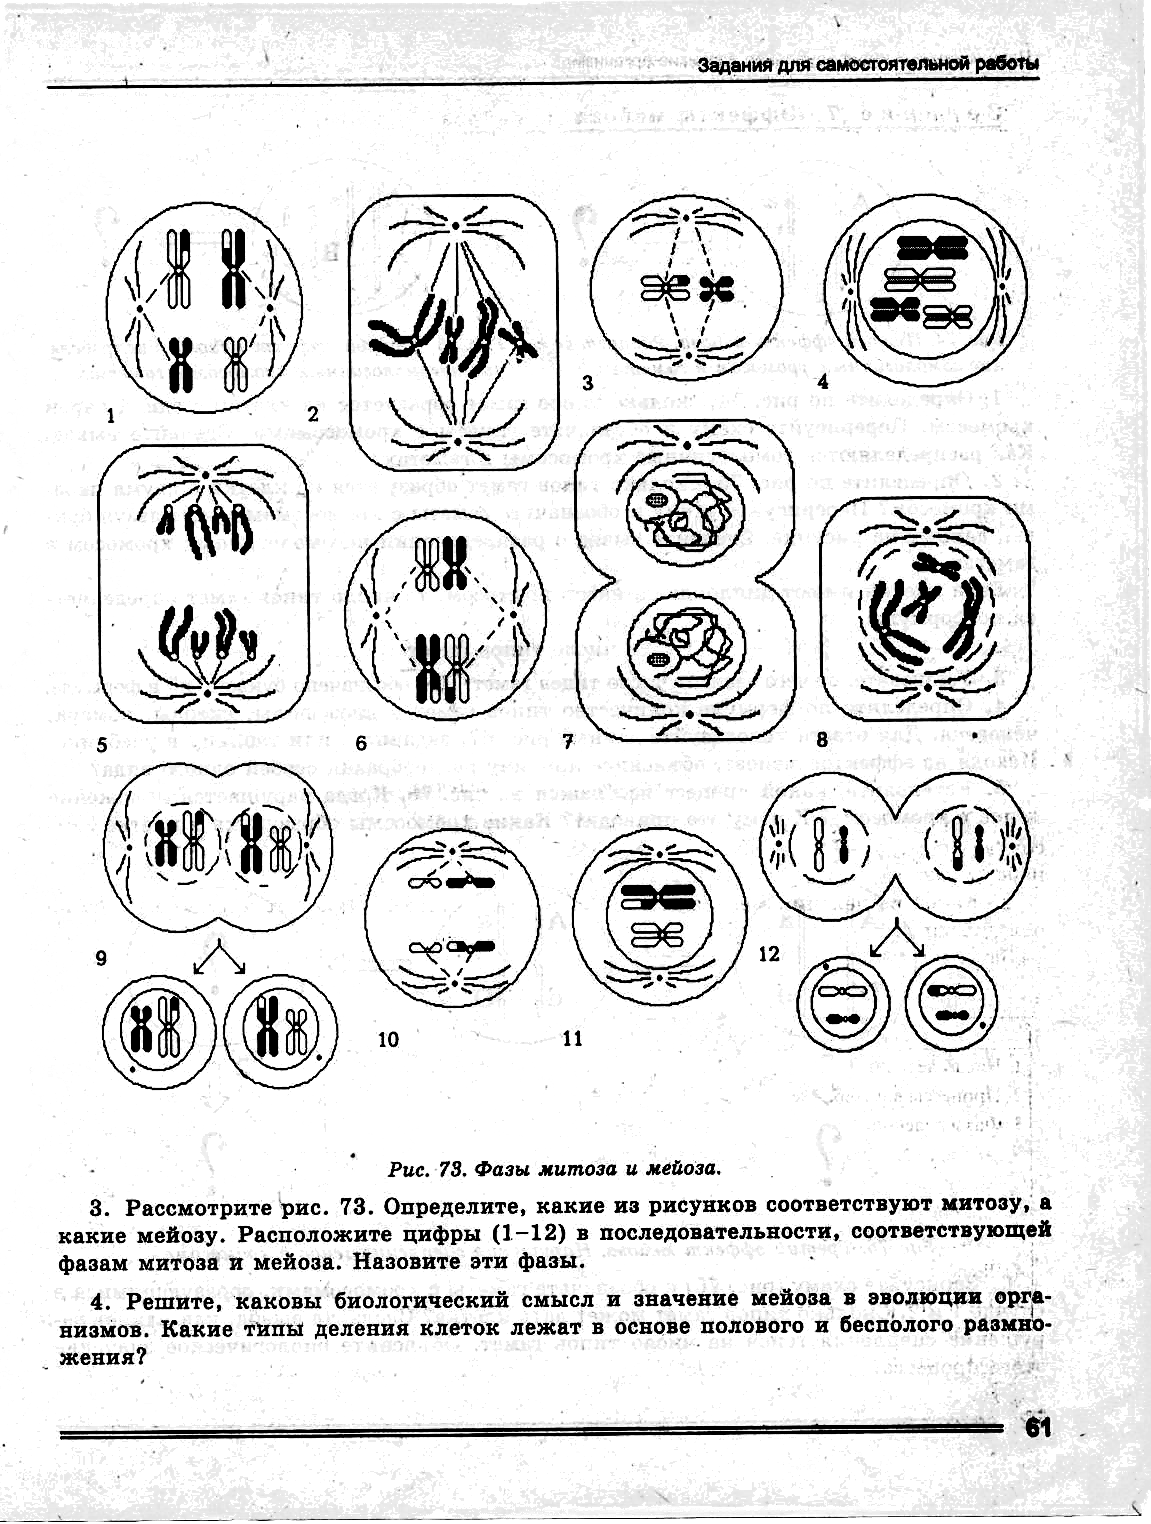 Задания для самостоятельной работы
1
2
3
4
5
6
7
8
9
10
11
12
Рис. 73. Фазы митоза и мейоза.
3. Рассмотрите рис. 73. Определите, какие из рисунков соответствуют митозу, а
какие мейозу. Расположите цифры (1–12) в последовательности, соответствующей
фазам митоза и мейоза. Назовите эти фазы.
4. Решите, каковы биологический смысл и значение мейоза в эволюции орга-
низмов. Какие типы деления клеток лежат в основе полового и бесполого размно-
жения?
61